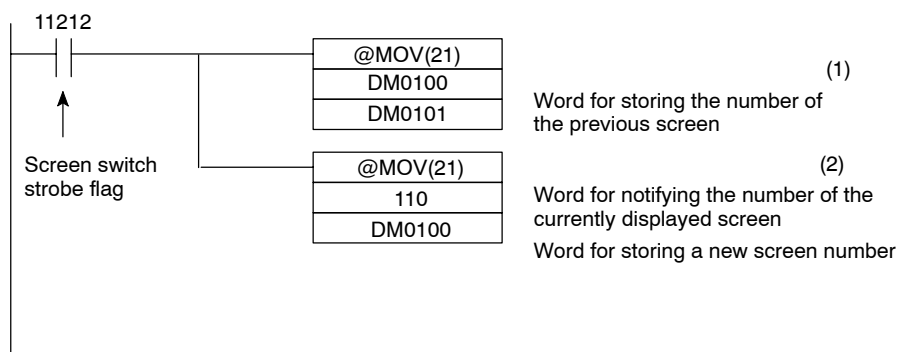 11212
@MOV(21)
DM0100
DM0101
(1)
Word for storing the number of
the previous screen
Screen switch
strobe flag
@MOV(21)
110
DM0100
(2)
Word for notifying the number of the
currently displayed screen
Word for storing a new screen number